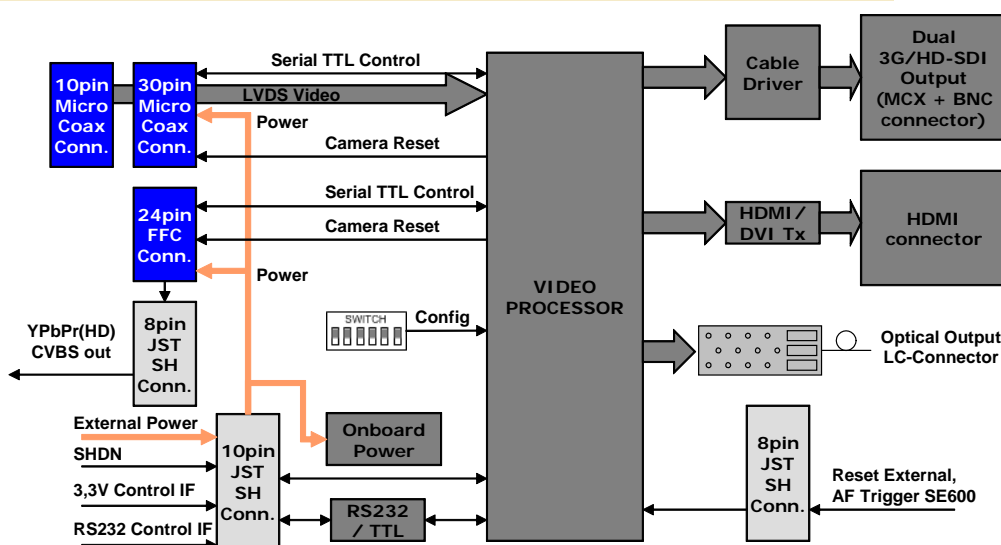 Serial TTL Control
LVDS Video
Power
Camera Reset
10pin
Micro
Coax
Conn.
30pin
Micro
Coax
Conn.
Cable
Driver
Dual
3G/HD-SDI
Output
(MCX + BNC
connector)
Serial TTL Control
Camera Reset
Power
24pin
FFC
Conn.
HDMI/
DVI Tx
HDMI
connector
VIDEO
PROCESSOR
SWITCH
Config
YPbPr(HD)
CVBS out
8pin
JST
SH
Conn.
Optical Output
LC-Connector
External Power
SHDN
3,3V Control IF
RS232 Control IF
10pin
JST
SH
Conn.
Onboard
Power
RS232
/ TTL
8pin
JST
SH
Conn.
Reset External,
AF Trigger SE600